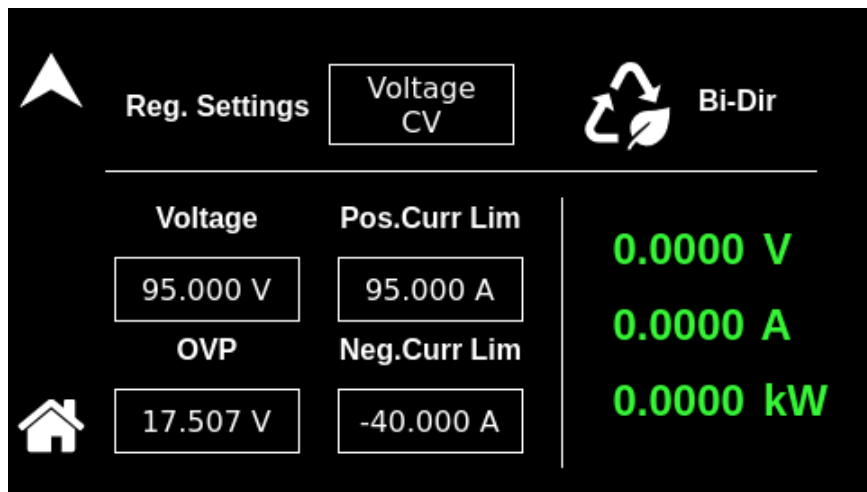 Reg. Settings
Voltage
CV
Bi-Dir
Voltage
Pos.Curr Lim
95.000 V
95.000 A
OVP
Neg.Curr Lim
17.507 V
-40.000 A
0.0000 V
0.0000 A
0.0000 kW